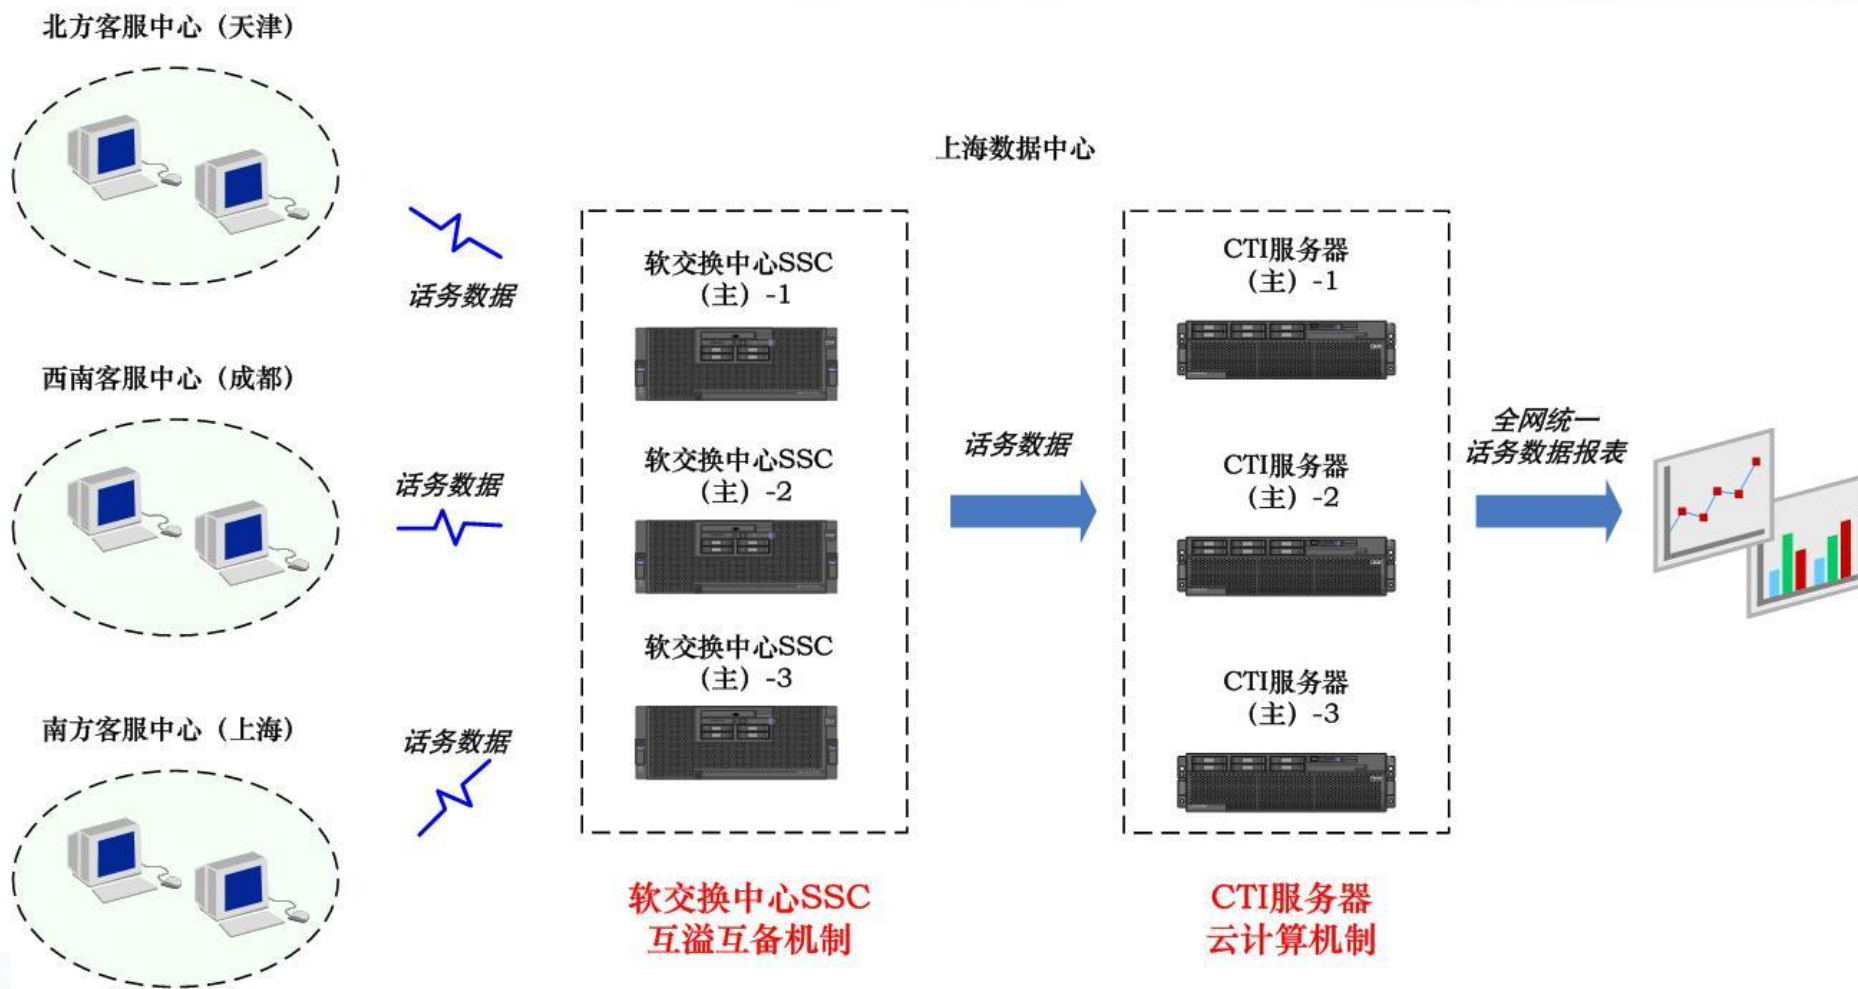 北方客服中心（天津）
上海数据中心
话务数据
西南客服中心（成都）
话务数据
南方客服中心（上海）
话务数据
软交换中心SSC
（主）-1
软交换中心SSC
（主）-2
软交换中心SSC
（主）-3
话务数据
CTI服务器
（主）-1
CTI服务器
（主）-2
CTI服务器
（主）-3
全网统一
话务数据报表
软交换中心SSC
互溢互备机制
CTI服务器
云计算机制